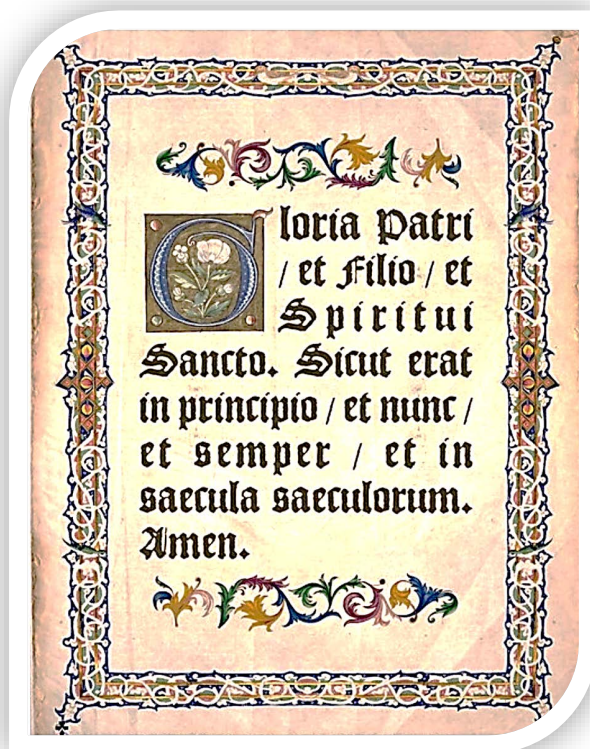 Gloria Patri
/ et Filio / et
Spiritui
Sancto. Sicut erat
in principio / et nunc /
et semper / et in
saecula saeculorum.
Amen.